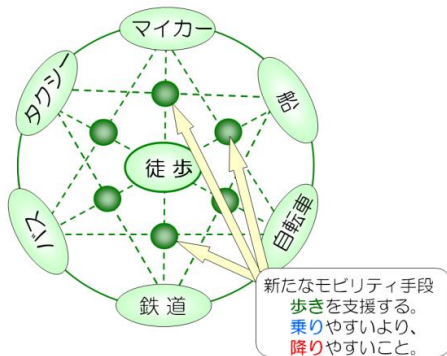 マイカー
タクシー
船
徒歩
バス
自転車
鉄道
新たなモビリティ手段
歩きを支援する。
乗りやすいより、
降りやすいこと。